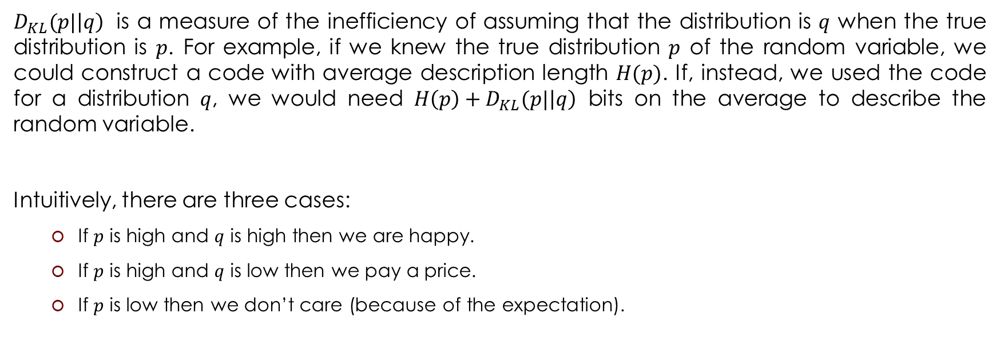 D_KL(p||q) is a measure of the inefficiency of assuming that the distribution is q when the true
distribution is p. For example, if we knew the true distribution p of the random variable, we
could construct a code with average description length H(p). If, instead, we used the code
for a distribution q, we would need H(p) + D_KL(p||q) bits on the average to describe the
random variable.
Intuitively, there are three cases:
o If p is high and q is high then we are happy.
o If p is high and q is low then we pay a price.
o If p is low then we don't care (because of the expectation).